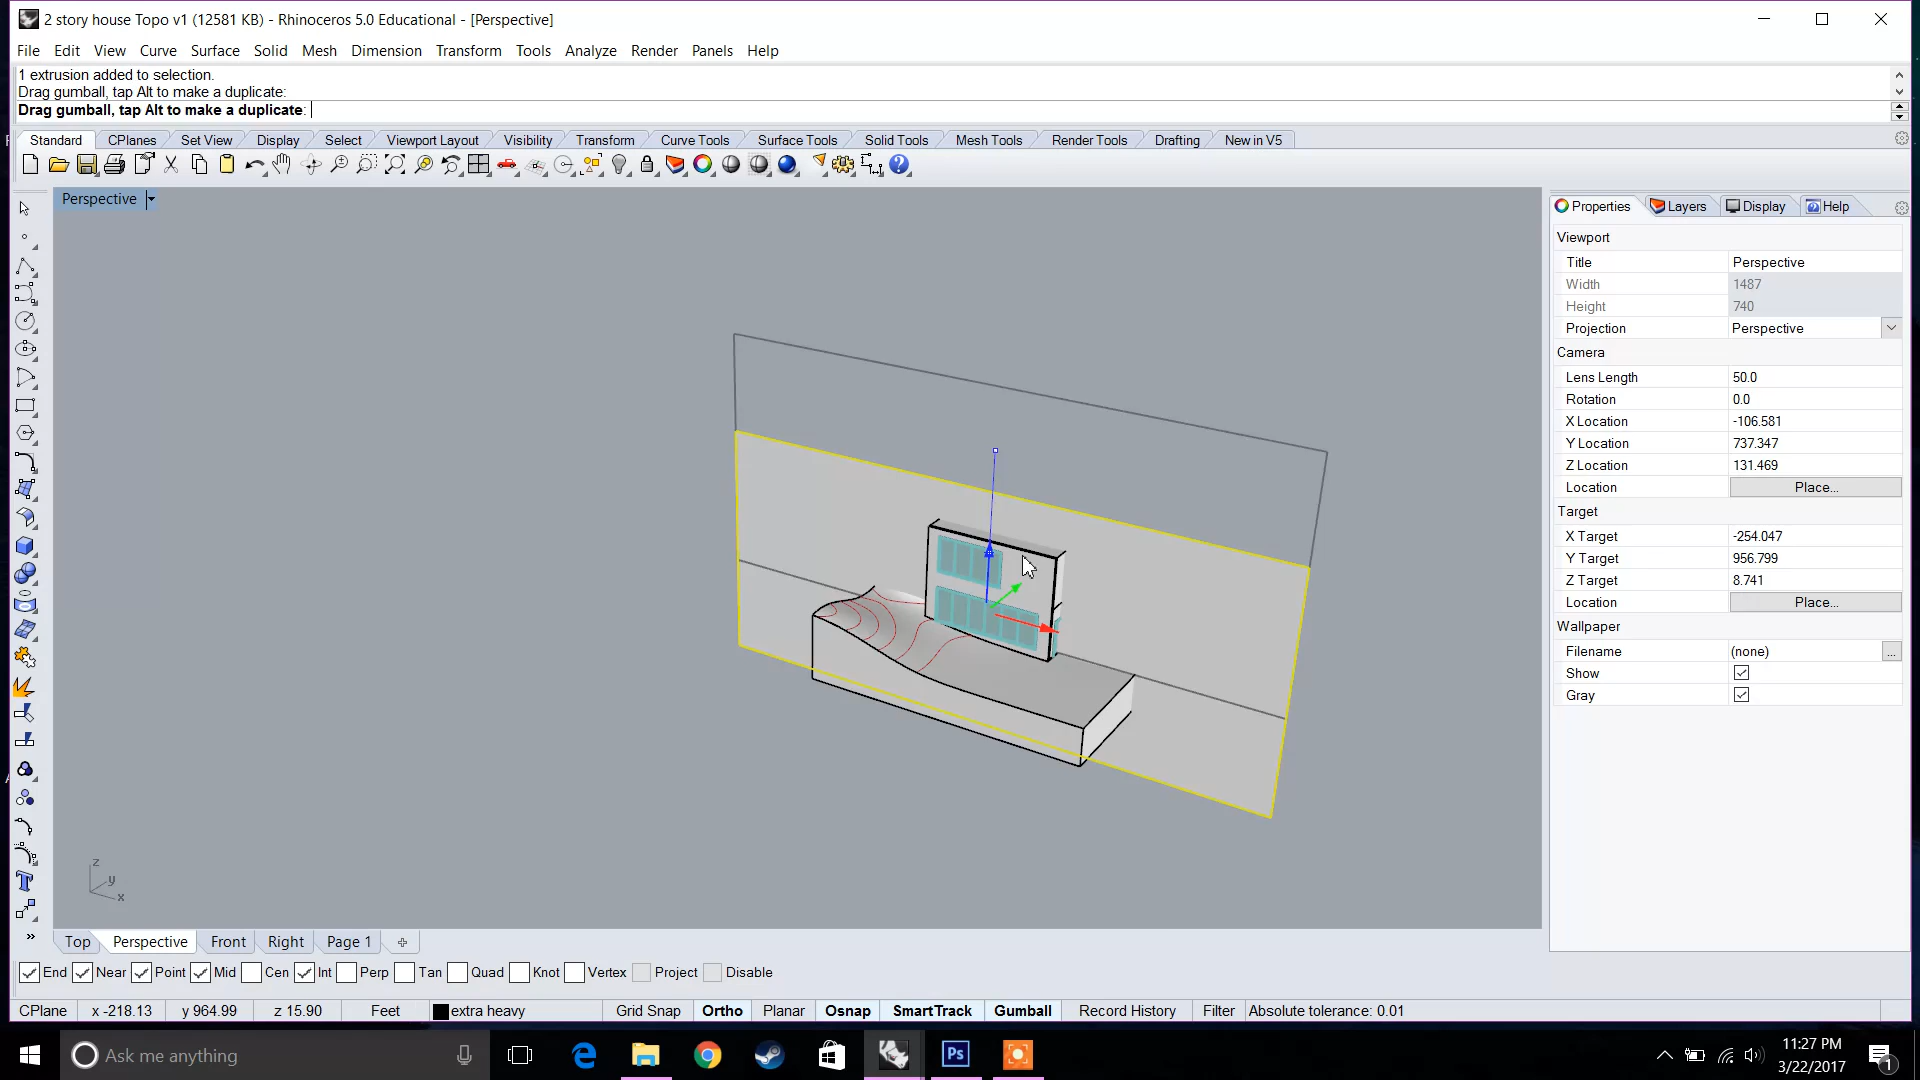 2 story house Topo v1 (12581 KB) - Rhinoceros 5.0 Educational - [Perspective]
File Edit View Curve Surface Solid Mesh Dimension Transform Tools Analyze Render Panels Help
1 extrusion added to selection.
Drag gumball, tap Alt to make a duplicate:
Drag gumball, tap Alt to make a duplicate:
Standard CPlanes Set View Display Select Viewport Layout Visibility Transform Curve Tools Surface Tools Solid Tools Mesh Tools Render Tools Drafting New in V5
Perspective
Properties Layers Display Help
Viewport
Title Perspective
Width 1487
Height 740
Projection Perspective
Camera
Lens Length 50.0
Rotation 0.0
X Location -106.581
Y Location 737.347
Z Location 131.469
Location Place...
Target
X Target -254.047
Y Target 956.799
Z Target 8.741
Location Place...
Wallpaper
Filename (none) ...
Show
Gray
z
y
x
Top Perspective Front Right Page 1
End Near Point Mid Cen Int Perp Tan Quad Knot Vertex Project Disable
CPlane x -218.13 y 964.99 z 15.90 Feet extra heavy Grid Snap Ortho Planar Osnap SmartTrack Gumball Record History Filter Absolute tolerance: 0.01
Ask me anything
Ps
11:27 PM
3/22/2017
1